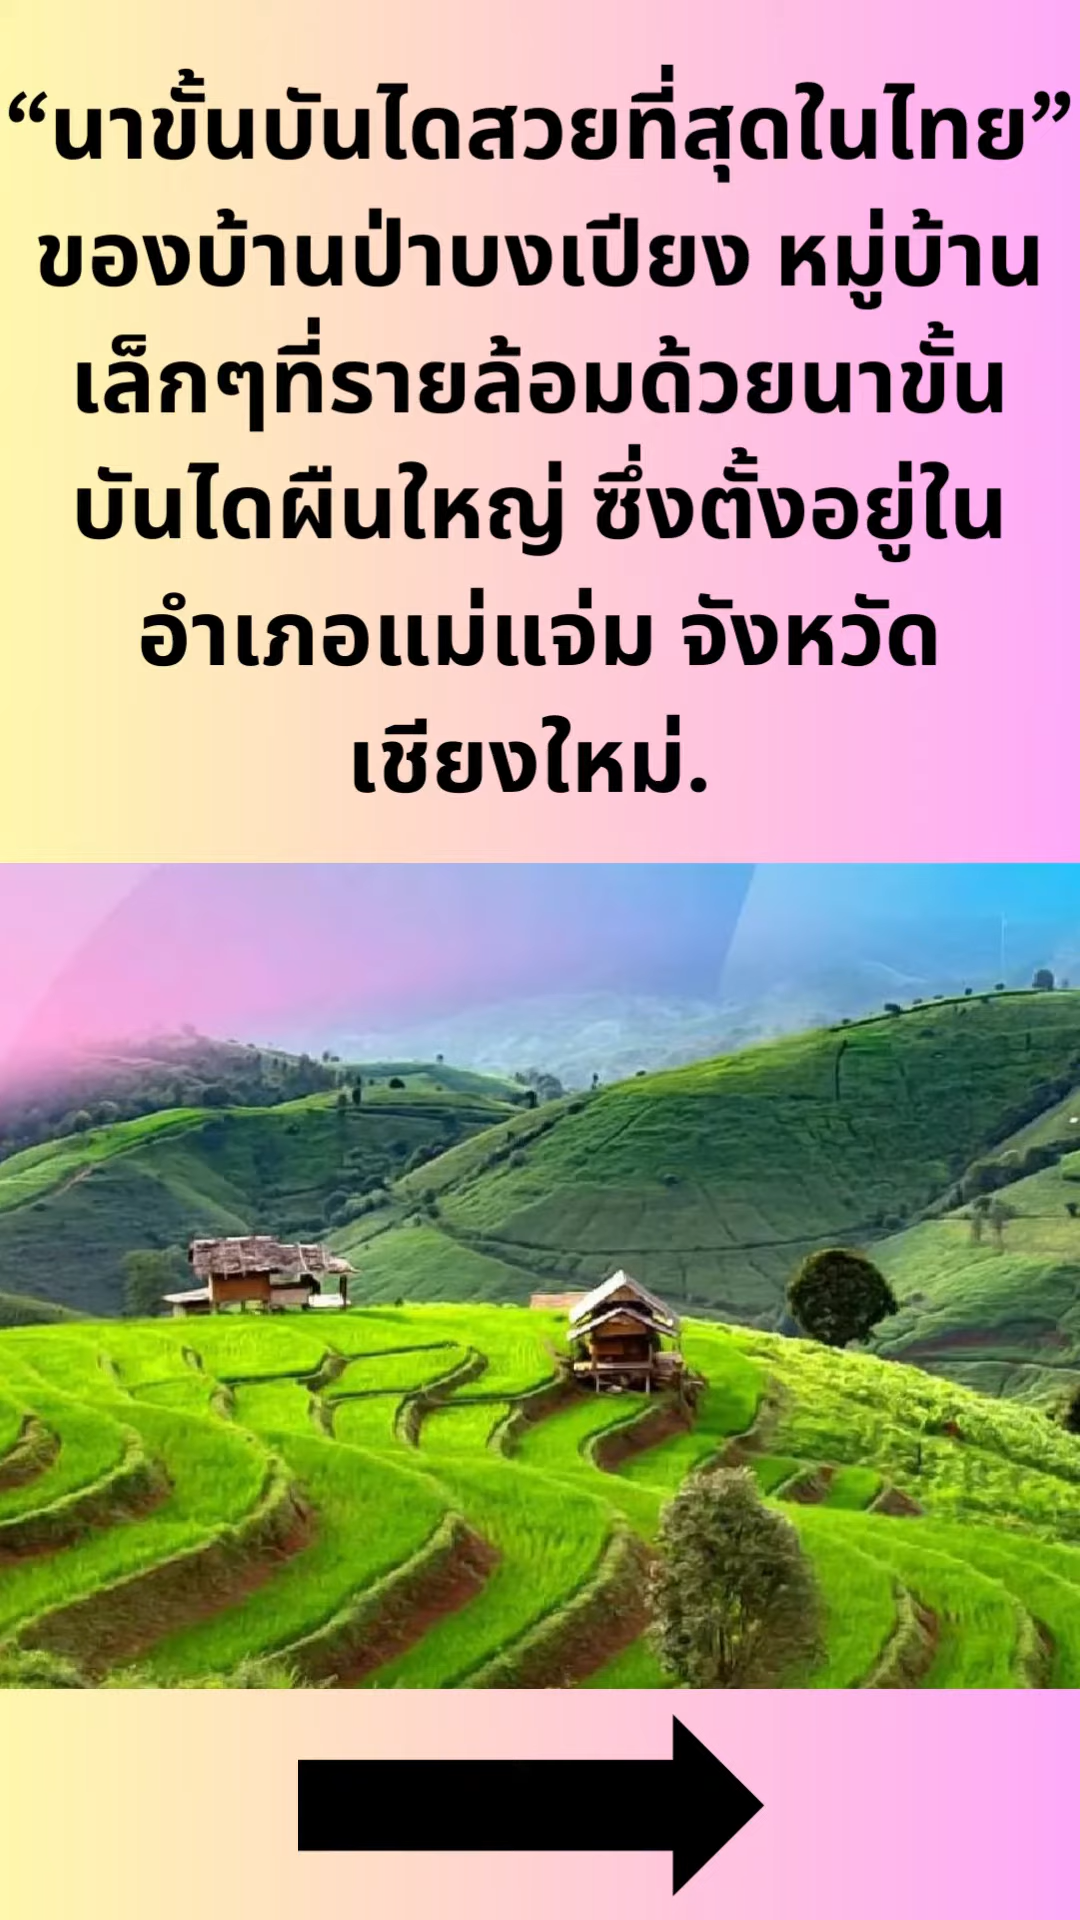 “นาขั้นบันไดสวยที่สุดในไทย”
ของบ้านป่าบงเปียง หมู่บ้าน
เล็กๆที่รายล้อมด้วยนาขั้น
บันไดผืนใหญ่ ซึ่งตั้งอยู่ใน
อำเภอแม่แจ่ม จังหวัด
เชียงใหม่.